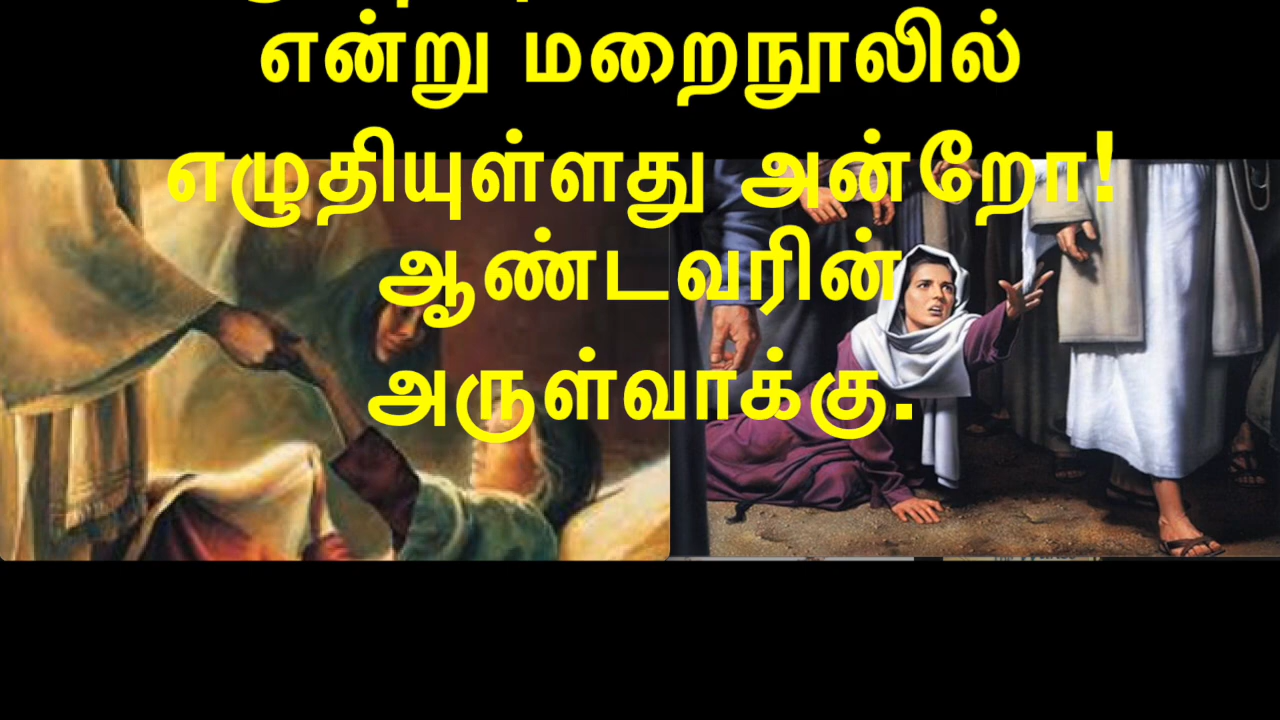 என்று மறைநூலில்
எழுதியுள்ளது அன்றோ!
ஆண்டவரின்
அருள்வாக்கு.